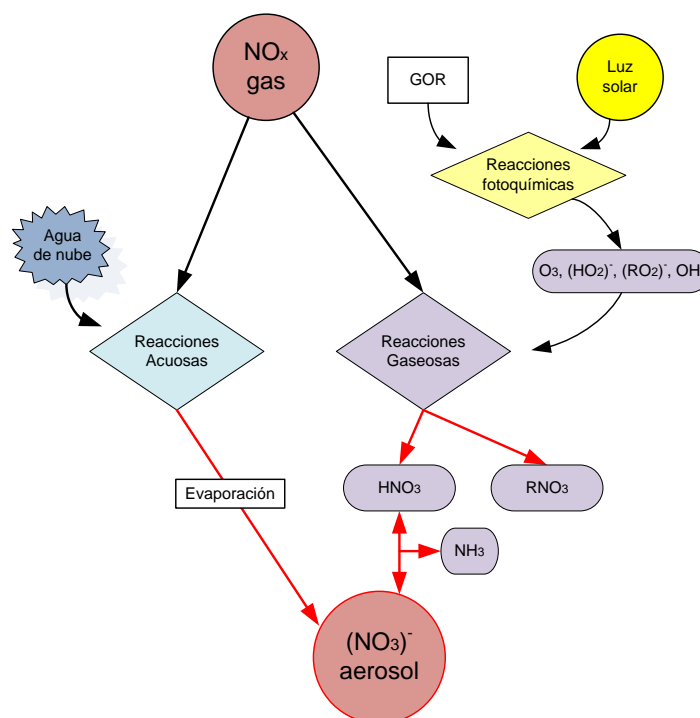 NOx
gas
GOR
Luz
solar
Reacciones
fotoquímicas
Agua
de nube
O3, (HO2)-, (RO2)-, OH
Reacciones
Acuosas
Reacciones
Gaseosas
Evaporación
HNO3
RNO3
NH3
(NO3)-
aerosol